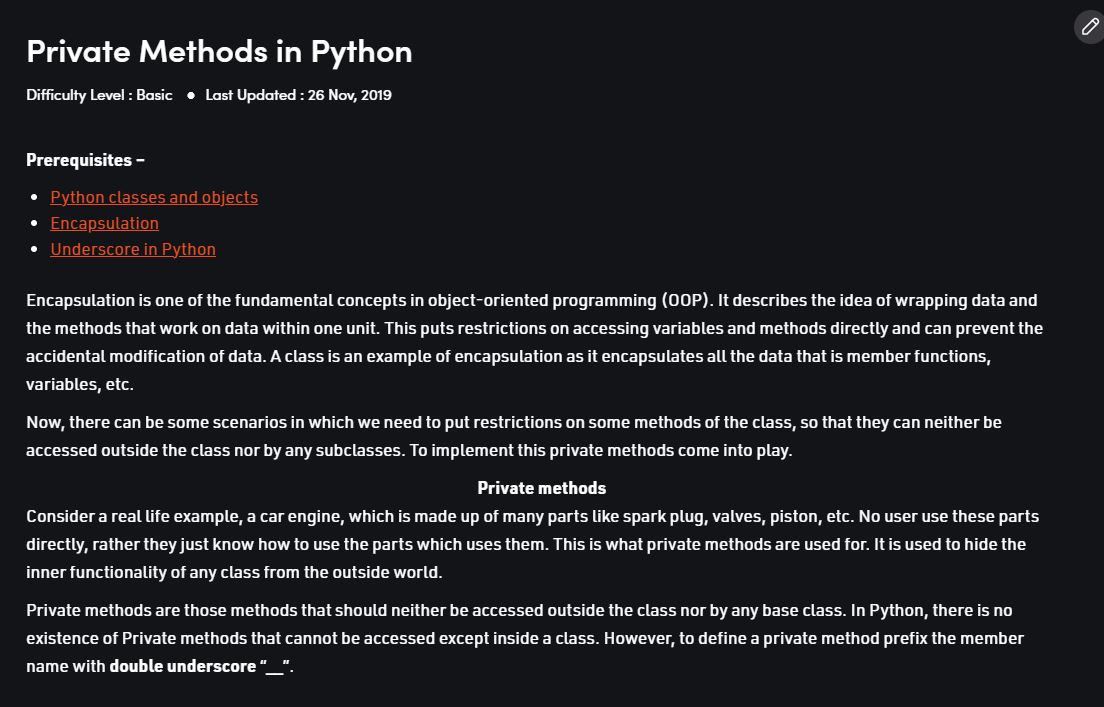 Private Methods in Python
Difficulty Level : Basic ● Last Updated : 26 Nov, 2019
Prerequisites –
• Python classes and objects
• Encapsulation
• Underscore in Python
Encapsulation is one of the fundamental concepts in object-oriented programming (OOP). It describes the idea of wrapping data and
the methods that work on data within one unit. This puts restrictions on accessing variables and methods directly and can prevent the
accidental modification of data. A class is an example of encapsulation as it encapsulates all the data that is member functions,
variables, etc.
Now, there can be some scenarios in which we need to put restrictions on some methods of the class, so that they can neither be
accessed outside the class nor by any subclasses. To implement this private methods come into play.
Private methods
Consider a real life example, a car engine, which is made up of many parts like spark plug, valves, piston, etc. No user use these parts
directly, rather they just know how to use the parts which uses them. This is what private methods are used for. It is used to hide the
inner functionality of any class from the outside world.
Private methods are those methods that should neither be accessed outside the class nor by any base class. In Python, there is no
existence of Private methods that cannot be accessed except inside a class. However, to define a private method prefix the member
name with double underscore “__“.